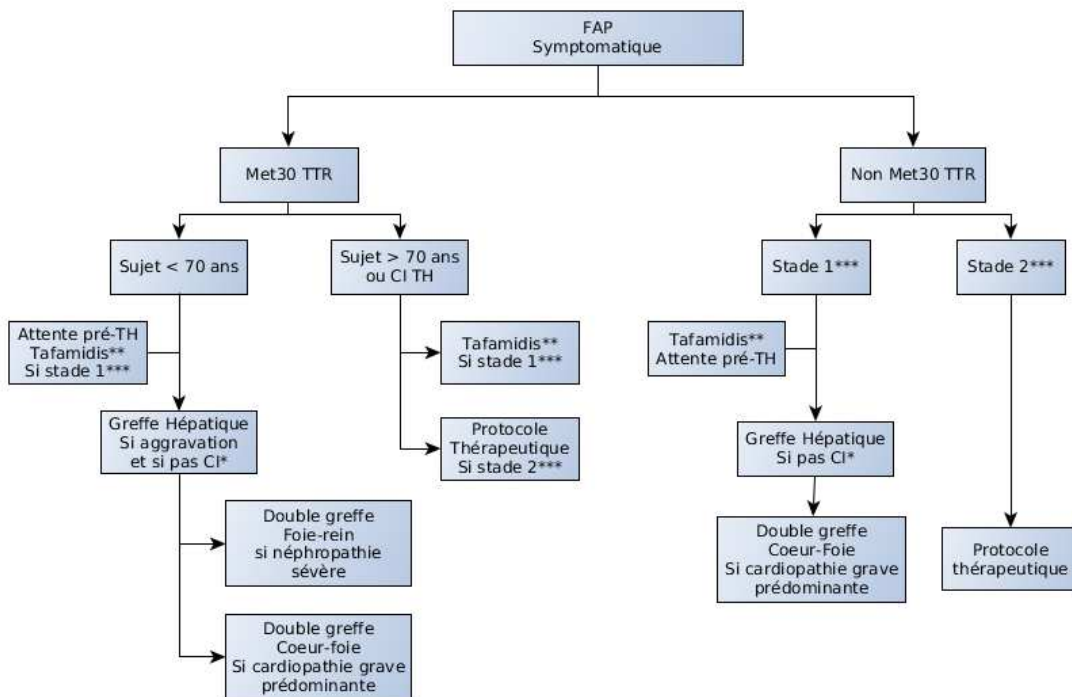 FAP
Symptomatique
Met30 TTR
Non Met30 TTR
Sujet < 70 ans
Sujet > 70 ans
ou CI TH
Stade 1***
Stade 2***
Attente pré-TH
Tafamidis**
Si stade 1***
Tafamidis**
Si stade 1***
Tafamidis**
Attente pré-TH
Greffe Hépatique
Si aggravation
et si pas CI*
Protocole
Thérapeutique
Si stade 2***
Greffe Hépatique
Si pas CI*
Double greffe
Foie-rein
si néphropathie
sévère
Double greffe
Coeur-Foie
Si cardiopathie grave
prédominante
Protocole
thérapeutique
Double greffe
Coeur-foie
Si cardiopathie grave
prédominante